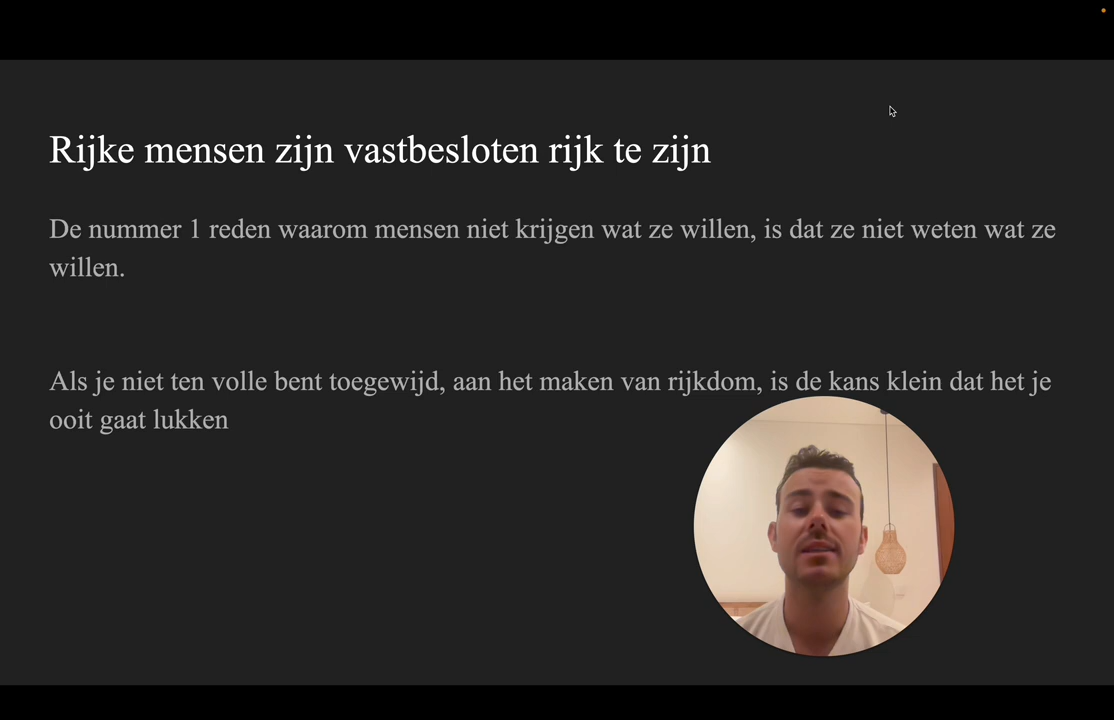 Rijke mensen zijn vastbesloten rijk te zijn
De nummer 1 reden waarom mensen niet krijgen wat ze willen, is dat ze niet weten wat ze
willen.
Als je niet ten volle bent toegewijd, aan het maken van rijkdom, is de kans klein dat het je
ooit gaat lukken